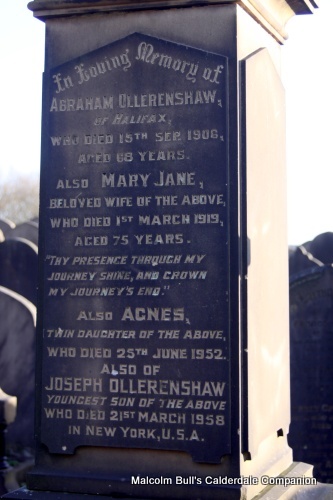 In Loving Memory of
ABRAHAM OLLERENSHAW,
OF HALIFAX,
WHO DIED 15TH SEP. 1908,
AGED 68 YEARS.
ALSO MARY JANE,
BELOVED WIFE OF THE ABOVE,
WHO DIED 1ST MARCH 1919,
AGED 75 YEARS.
"THY PRESENCE THROUGH MY
JOURNEY SHINE, AND CROWN
MY JOURNEY'S END."
ALSO AGNES,
TWIN DAUGHTER OF THE ABOVE,
WHO DIED 25TH JUNE 1952.
ALSO OF
JOSEPH OLLERENSHAW
YOUNGEST SON OF THE ABOVE
WHO DIED 21ST MARCH 1958
IN NEW YORK, U.S.A.
Malcolm Bull's Calderdale Companion